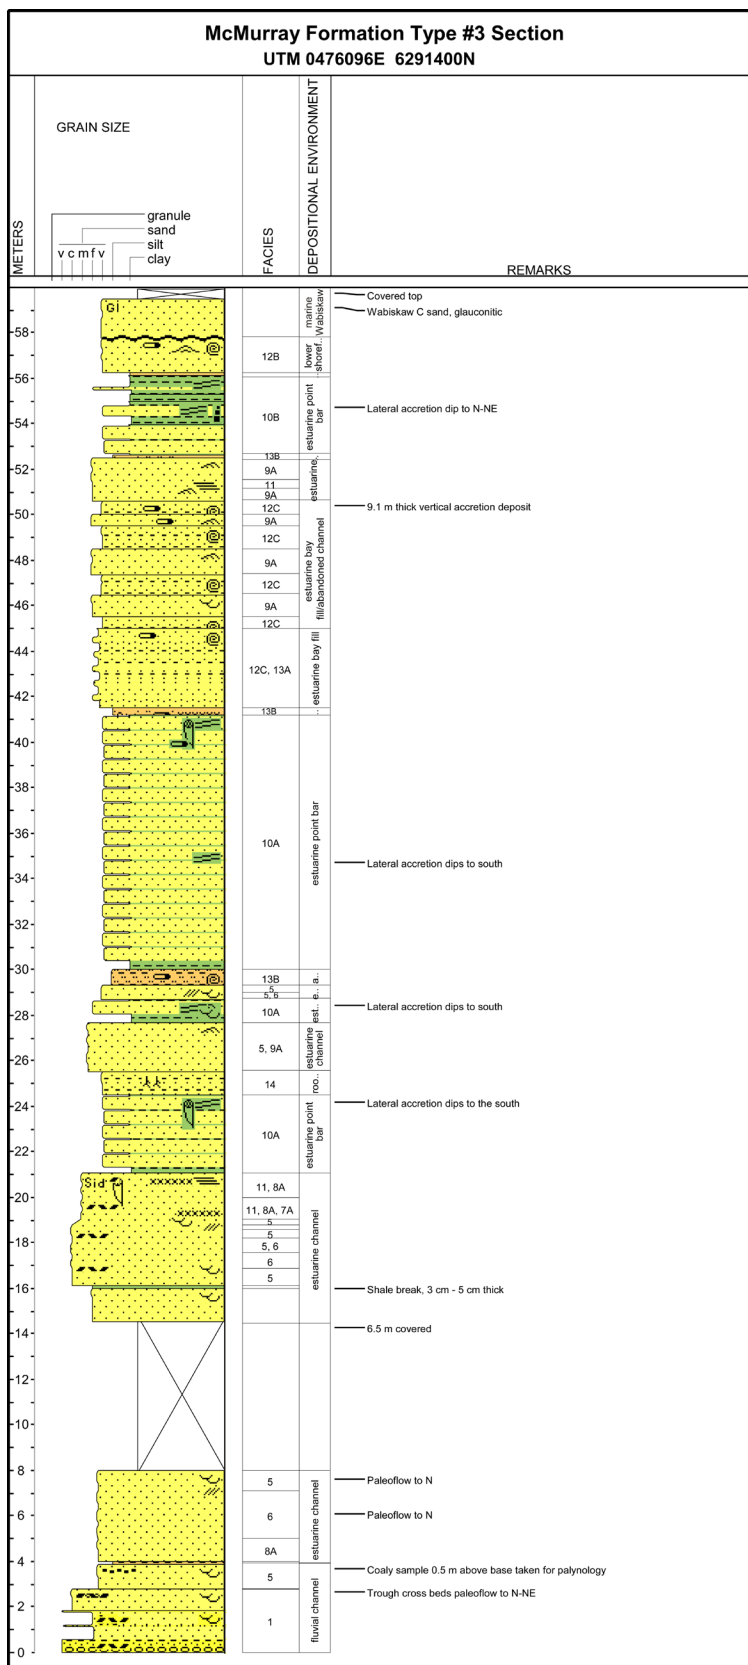 McMurray Formation Type #3 Section
UTM 0476096E 6291400N
METERS
GRAIN SIZE
granule
sand
silt
clay
v c m f v
FACIES
DEPOSITIONAL ENVIRONMENT
REMARKS
Covered top
Gl
marine Wabiskaw
Wabiskaw C sand, glauconitic
58
12B
lower shoref..
56
10B
estuarine point bar
Lateral accretion dip to N-NE
54
13B
52
9A
estuarine..
11
9A
50
12C
9.1 m thick vertical accretion deposit
9A
12C
estuarine bay fill/abandoned channel
48
9A
12C
46
9A
12C
44
12C, 13A
estuarine bay fill
42
13B
..
40
38
36
10A
estuarine point bar
34
Lateral accretion dips to south
32
30
13B
a..
5
5, 6
e..
28
10A
est..
Lateral accretion dips to south
26
5, 9A
estuarine channel
14
roo..
24
Lateral accretion dips to the south
10A
estuarine point bar
22
Sid
11, 8A
20
11, 8A, 7A
5
5
18
5, 6
estuarine channel
6
5
16
Shale break, 3 cm - 5 cm thick
14
6.5 m covered
12
10
8
5
Paleoflow to N
6
6
estuarine channel
Paleoflow to N
8A
4
5
Coaly sample 0.5 m above base taken for palynology
Trough cross beds paleoflow to N-NE
2
1
fluvial channel
0